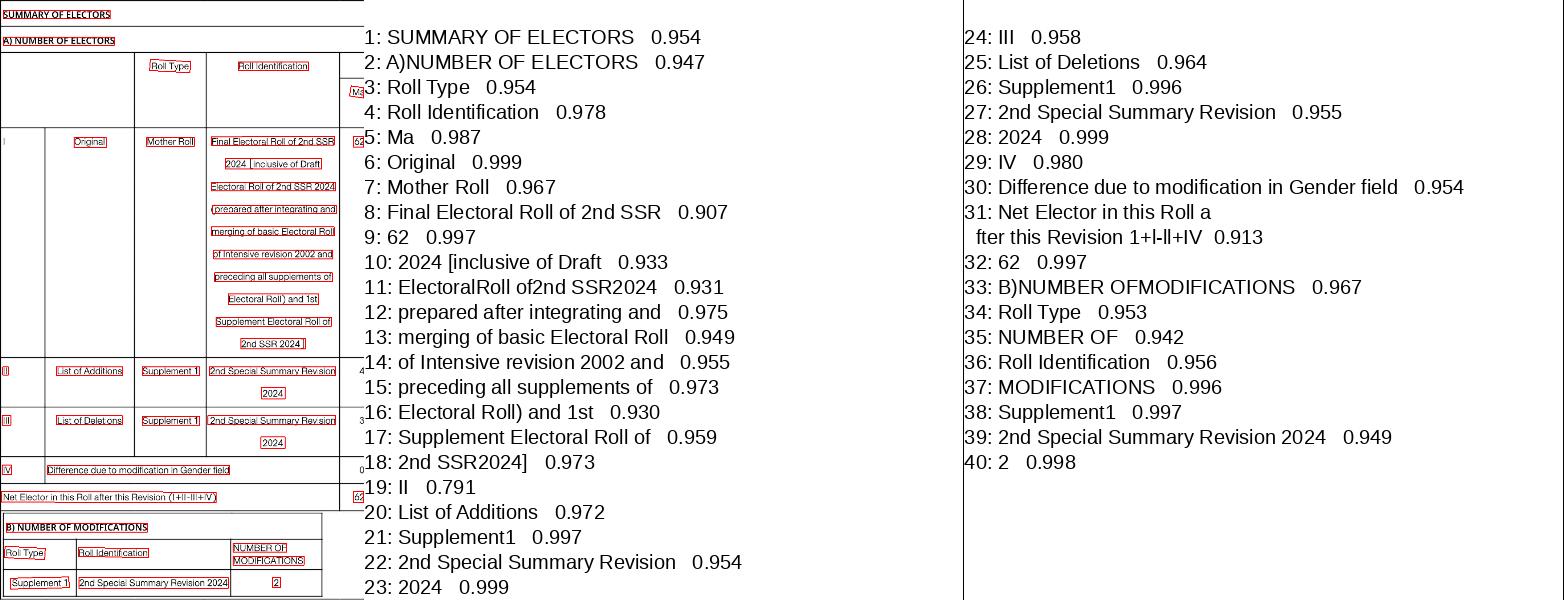 SUMMARY OF ELECTORS
A) NUMBER OF ELECTORS
Roll Type
Roll Identification
Ma
I
Original
Mother Roll
Final Electoral Roll of 2nd SSR
62
2024 [ inclusive of Draft
Electoral Roll of 2nd SSR 2024
(prepared after integrating and
merging of basic Electoral Roll
of Intensive revision 2002 and
preceding all supplements of
Electoral Roll ) and 1st
Supplement Electoral Roll of
2nd SSR 2024 ]
II
List of Additions
Supplement 1
2nd Special Summary Revision
4
2024
III
List of Deletions
Supplement 1
2nd Special Summary Revision
3
2024
IV
Difference due to modification in Gender field
0
Net Elector in this Roll after this Revision (I+II-III+IV)
62
B) NUMBER OF MODIFICATIONS
Roll Type
Roll Identification
NUMBER OF
MODIFICATIONS
Supplement 1
2nd Special Summary Revision 2024
2
1: SUMMARY OF ELECTORS 0.954
2: A)NUMBER OF ELECTORS 0.947
3: Roll Type 0.954
4: Roll Identification 0.978
5: Ma 0.987
6: Original 0.999
7: Mother Roll 0.967
8: Final Electoral Roll of 2nd SSR 0.907
9: 62 0.997
10: 2024 [inclusive of Draft 0.933
11: ElectoralRoll of2nd SSR2024 0.931
12: prepared after integrating and 0.975
13: merging of basic Electoral Roll 0.949
14: of Intensive revision 2002 and 0.955
15: preceding all supplements of 0.973
16: Electoral Roll) and 1st 0.930
17: Supplement Electoral Roll of 0.959
18: 2nd SSR2024] 0.973
19: II 0.791
20: List of Additions 0.972
21: Supplement1 0.997
22: 2nd Special Summary Revision 0.954
23: 2024 0.999
24: III 0.958
25: List of Deletions 0.964
26: Supplement1 0.996
27: 2nd Special Summary Revision 0.955
28: 2024 0.999
29: IV 0.980
30: Difference due to modification in Gender field 0.954
31: Net Elector in this Roll a
fter this Revision 1+l-ll+IV 0.913
32: 62 0.997
33: B)NUMBER OFMODIFICATIONS 0.967
34: Roll Type 0.953
35: NUMBER OF 0.942
36: Roll Identification 0.956
37: MODIFICATIONS 0.996
38: Supplement1 0.997
39: 2nd Special Summary Revision 2024 0.949
40: 2 0.998